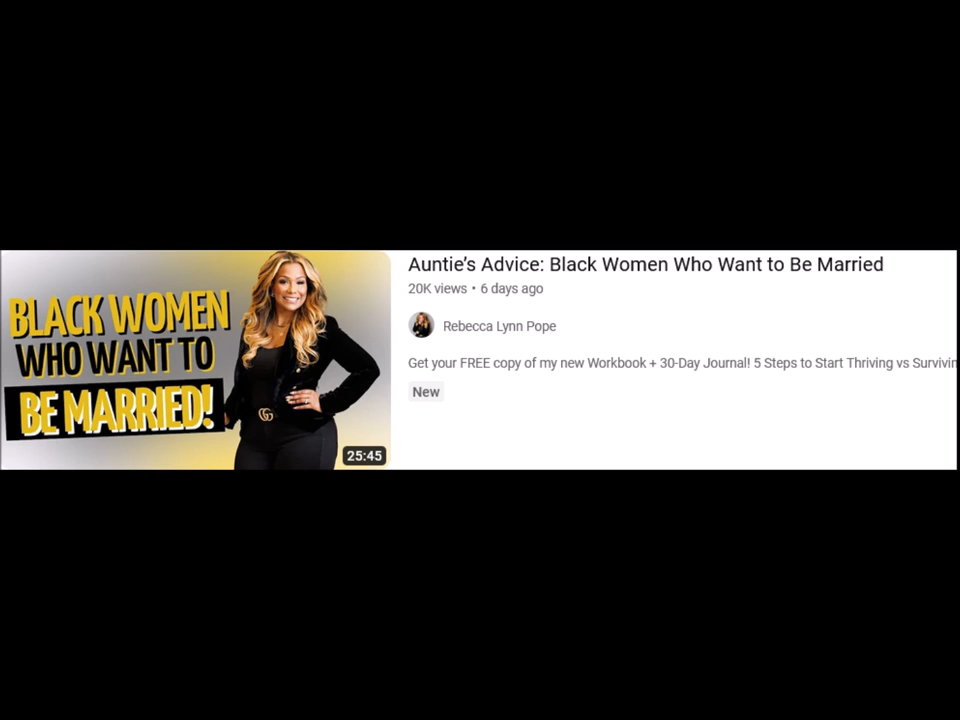 BLACK WOMEN
WHO WANT TO
BE MARRIED!
25:45
Auntie's Advice: Black Women Who Want to Be Married
20K views • 6 days ago
Rebecca Lynn Pope
Get your FREE copy of my new Workbook + 30-Day Journal! 5 Steps to Start Thriving vs Survivin
New